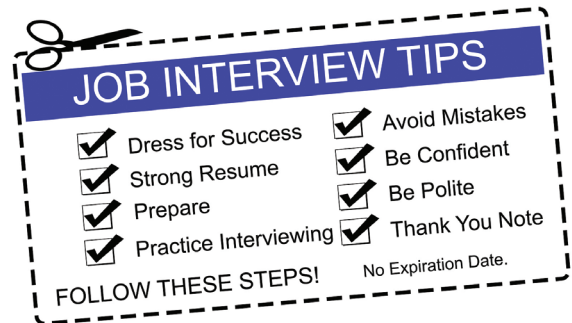 JOB INTERVIEW TIPS
Dress for Success
Strong Resume
Prepare
Practice Interviewing
Avoid Mistakes
Be Confident
Be Polite
Thank You Note
FOLLOW THESE STEPS!
No Expiration Date.